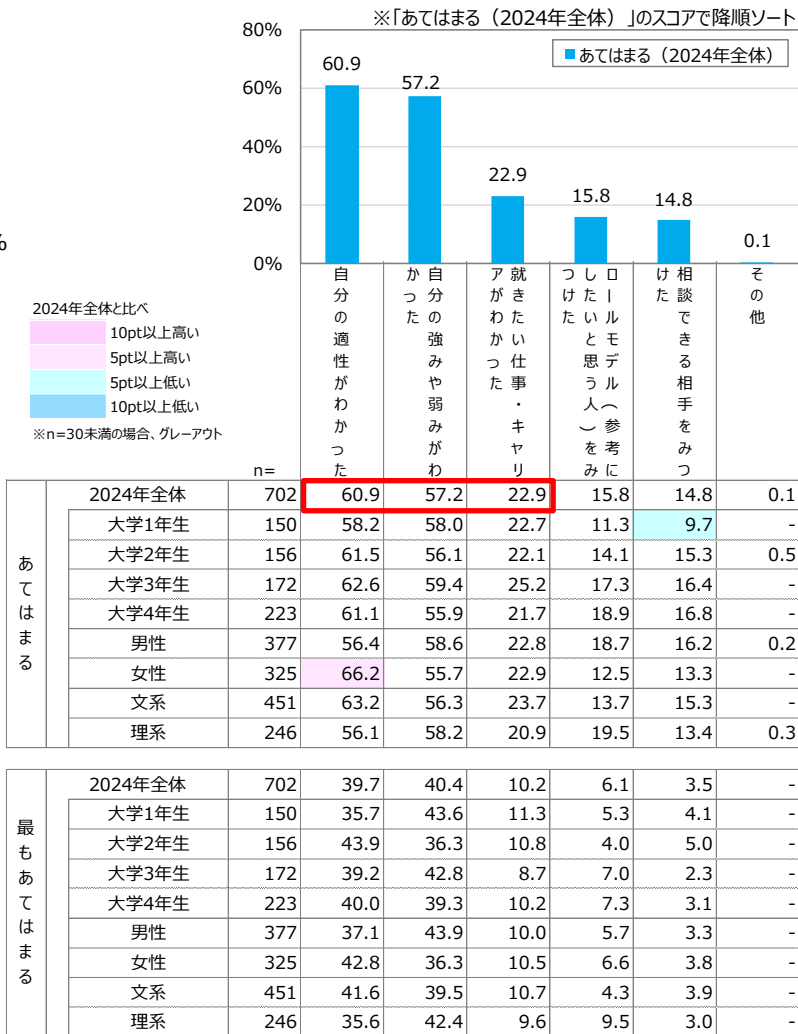 ※「あてはまる（2024年全体）」のスコアで降順ソート
80%
60%
40%
20%
0%
%
■あてはまる（2024年全体）
60.9
57.2
22.9
15.8
14.8
0.1
自分の適性がわかった
自分の強みや弱みがわかった
就きたい仕事・キャリアがわかった
ロールモデル（参考にしたいと思う人）をみつけた
相談できる相手をみつけた
その他
2024年全体と比べ
10pt以上高い
5pt以上高い
5pt以上低い
10pt以上低い
※n=30未満の場合、グレーアウト
n=
あてはまる
2024年全体 702 60.9 57.2 22.9 15.8 14.8 0.1
大学1年生 150 58.2 58.0 22.7 11.3 9.7 -
大学2年生 156 61.5 56.1 22.1 14.1 15.3 0.5
大学3年生 172 62.6 59.4 25.2 17.3 16.4 -
大学4年生 223 61.1 55.9 21.7 18.9 16.8 -
男性 377 56.4 58.6 22.8 18.7 16.2 0.2
女性 325 66.2 55.7 22.9 12.5 13.3 -
文系 451 63.2 56.3 23.7 13.7 15.3 -
理系 246 56.1 58.2 20.9 19.5 13.4 0.3
最もあてはまる
2024年全体 702 39.7 40.4 10.2 6.1 3.5 -
大学1年生 150 35.7 43.6 11.3 5.3 4.1 -
大学2年生 156 43.9 36.3 10.8 4.0 5.0 -
大学3年生 172 39.2 42.8 8.7 7.0 2.3 -
大学4年生 223 40.0 39.3 10.2 7.3 3.1 -
男性 377 37.1 43.9 10.0 5.7 3.3 -
女性 325 42.8 36.3 10.5 6.6 3.8 -
文系 451 41.6 39.5 10.7 4.3 3.9 -
理系 246 35.6 42.4 9.6 9.5 3.0 -